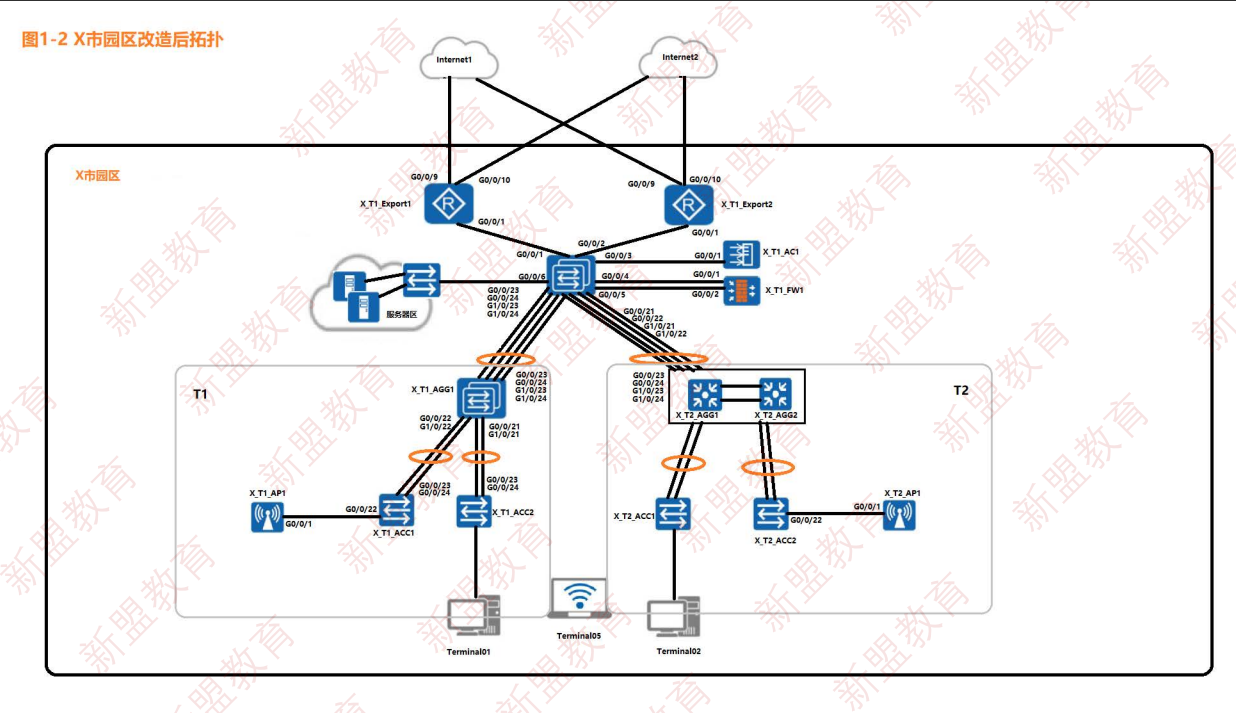 图1-2 X市园区改造后拓扑
Internet1
Internet2
X市园区
G0/0/9
G0/0/10
G0/0/9
G0/0/10
X_T1_Export1
X_T1_Export2
G0/0/1
G0/0/1
G0/0/1
G0/0/2
G0/0/3
G0/0/1
X_T1_AC1
G0/0/6
G0/0/4
G0/0/1
G0/0/5
G0/0/2
X_T1_FW1
服务器区
G0/0/23
G0/0/24
G1/0/23
G1/0/24
G0/0/21
G0/0/22
G1/0/21
G1/0/22
T1
T2
X_T1_AGG1
G0/0/23
G0/0/24
G1/0/23
G1/0/24
G0/0/23
G0/0/24
G1/0/23
G1/0/24
X_T2_AGG1
X_T2_AGG2
G0/0/22
G1/0/22
G0/0/21
G1/0/21
G0/0/23
G0/0/24
G0/0/23
G0/0/24
X_T1_AP1
G0/0/1
G0/0/22
X_T1_ACC1
X_T1_ACC2
X_T2_ACC1
X_T2_ACC2
G0/0/22
G0/0/1
X_T2_AP1
Terminal01
Terminal05
Terminal02
新盟教育